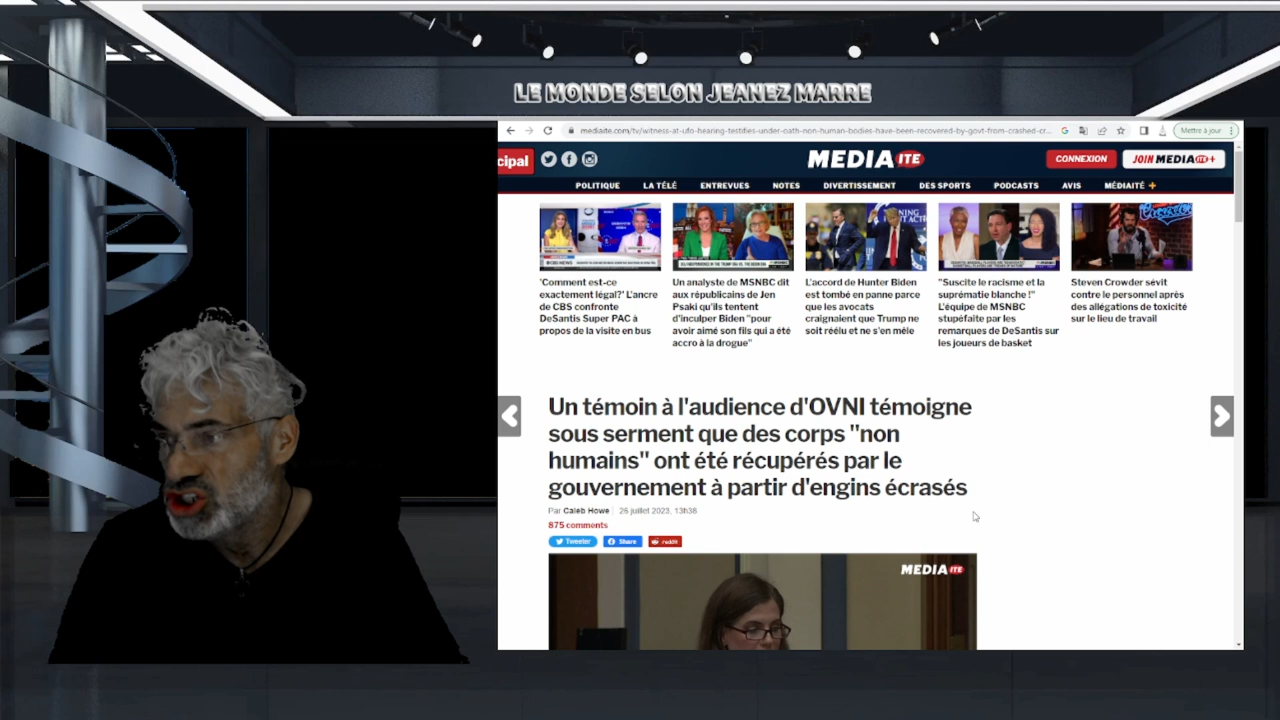 LE MONDE SELON JEANEZ MARRE
mediaite.com/tv/witness-at-ufo-hearing-testifies-under-oath-non-human-bodies-have-been-recovered-by-govt-from-crashed-cr...
Mettre à jour
cipal
MEDIAITE
CONNEXION
JOIN MEDIAITE+
POLITIQUE LA TÉLÉ ENTREVUES NOTES DIVERTISSEMENT DES SPORTS PODCASTS AVIS MÉDIAITÉ +
'Comment est-ce
exactement légal?' L'ancre
de CBS confronte
DeSantis Super PAC à
propos de la visite en bus
Un analyste de MSNBC dit
aux républicains de Jen
Psaki qu'ils tentent
d'inculper Biden "pour
avoir aimé son fils qui a été
accro à la drogue"
L'accord de Hunter Biden
est tombé en panne parce
que les avocats
craignaient que Trump ne
soit réélu et ne s'en mêle
"Suscite le racisme et la
suprématie blanche !"
L'équipe de MSNBC
stupéfaite par les
remarques de DeSantis sur
les joueurs de basket
Steven Crowder sévit
contre le personnel après
des allégations de toxicité
sur le lieu de travail
Un témoin à l'audience d'OVNI témoigne
sous serment que des corps "non
humains" ont été récupérés par le
gouvernement à partir d'engins écrasés
Par Caleb Howe 26 juillet 2023, 13h38
875 comments
Tweeter Share reddit
MEDIAITE